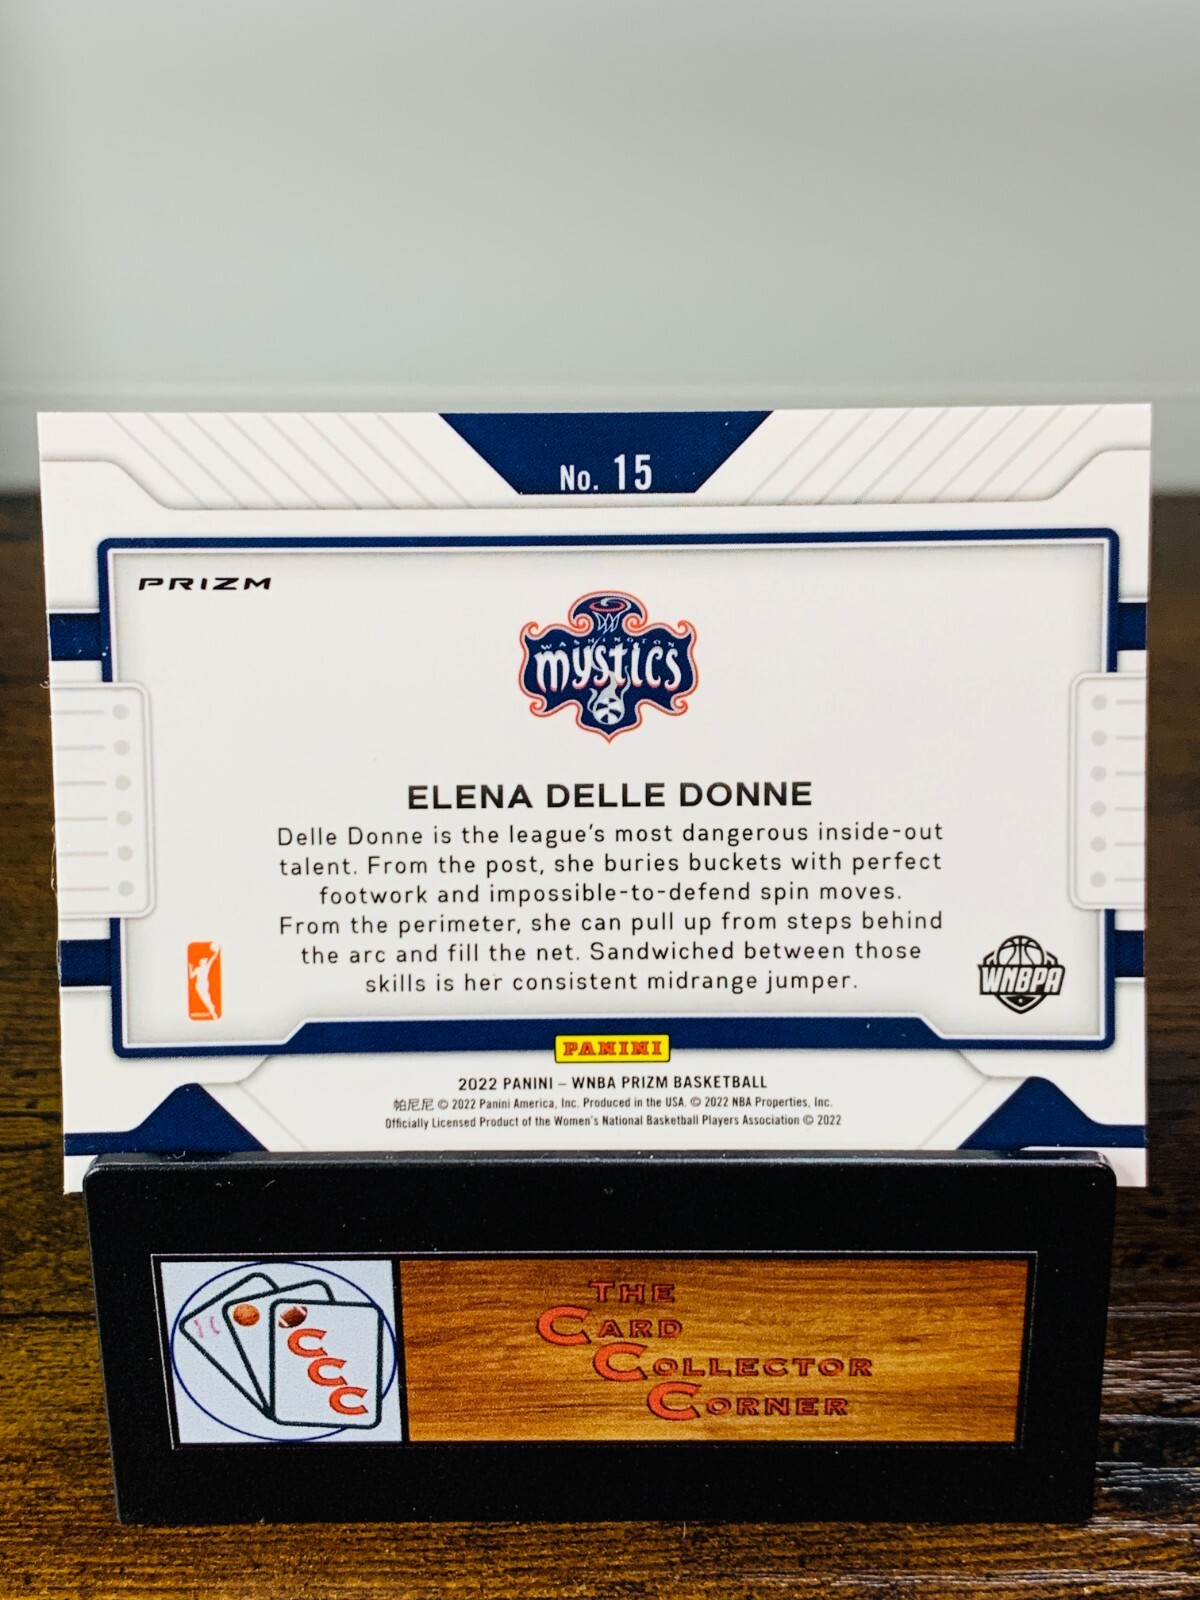 No. 15
PRIZM
WASHINGTON
mystics
ELENA DELLE DONNE
Delle Donne is the league's most dangerous inside-out
talent. From the post, she buries buckets with perfect
footwork and impossible-to-defend spin moves.
From the perimeter, she can pull up from steps behind
the arc and fill the net. Sandwiched between those
skills is her consistent midrange jumper.
WNBPA
PANINI
2022 PANINI – WNBA PRIZM BASKETBALL
帕尼尼 © 2022 Panini America, Inc. Produced in the USA. © 2022 NBA Properties, Inc.
Officially Licensed Product of the Women's National Basketball Players Association © 2022
CCC
THE
CARD
COLLECTOR
CORNER